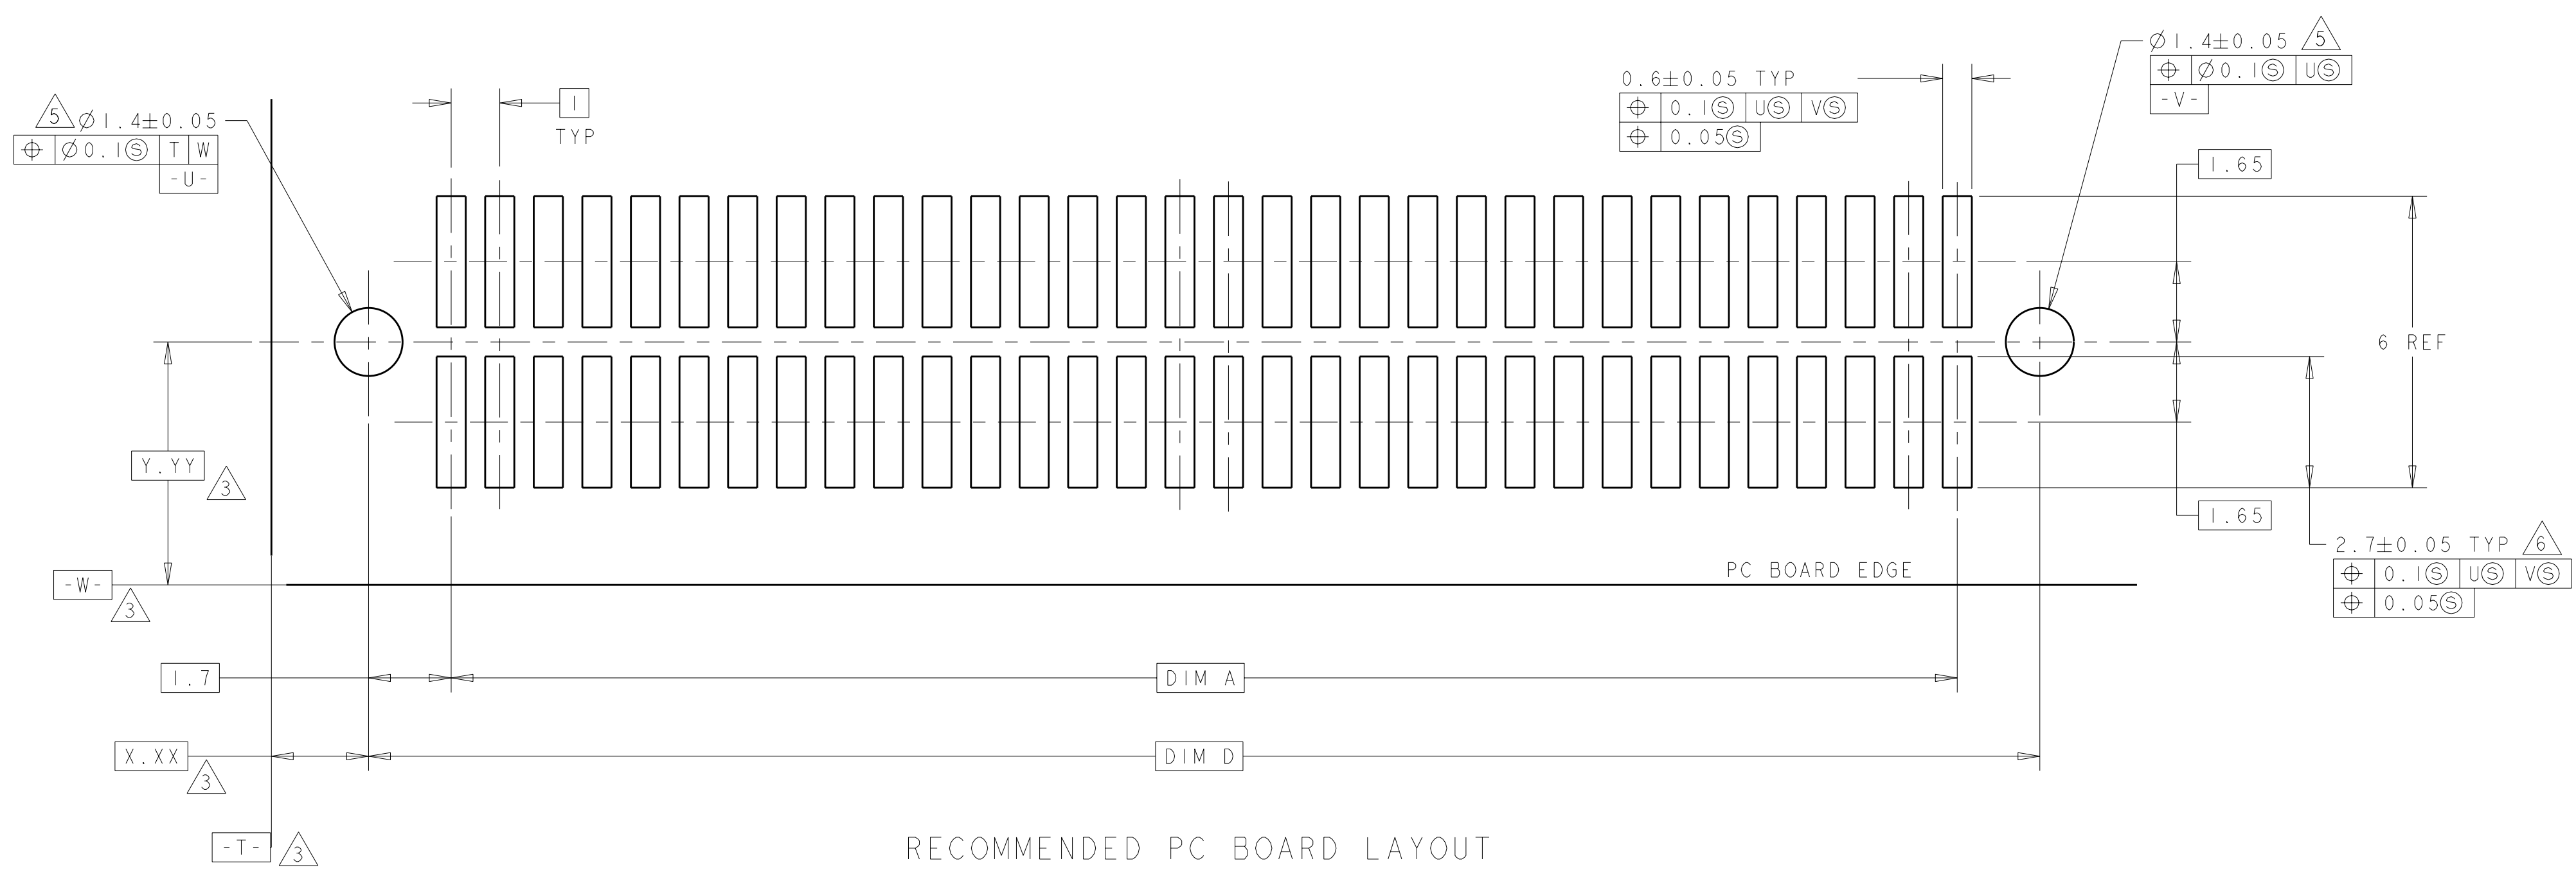 5 Ø1.4±0.05
⌖ Ø0.1Ⓢ T W
-U-
1
TYP
0.6±0.05 TYP
⌖ 0.1Ⓢ UⓈ VⓈ
⌖ 0.05Ⓢ
Ø1.4±0.05 5
⌖ Ø0.1Ⓢ UⓈ
-V-
1.65
6 REF
Y.YY
3
1.65
2.7±0.05 TYP 6
⌖ 0.1Ⓢ UⓈ VⓈ
⌖ 0.05Ⓢ
-W-
3
PC BOARD EDGE
1.7
DIM A
X.XX
3
DIM D
-T-
3
RECOMMENDED PC BOARD LAYOUT